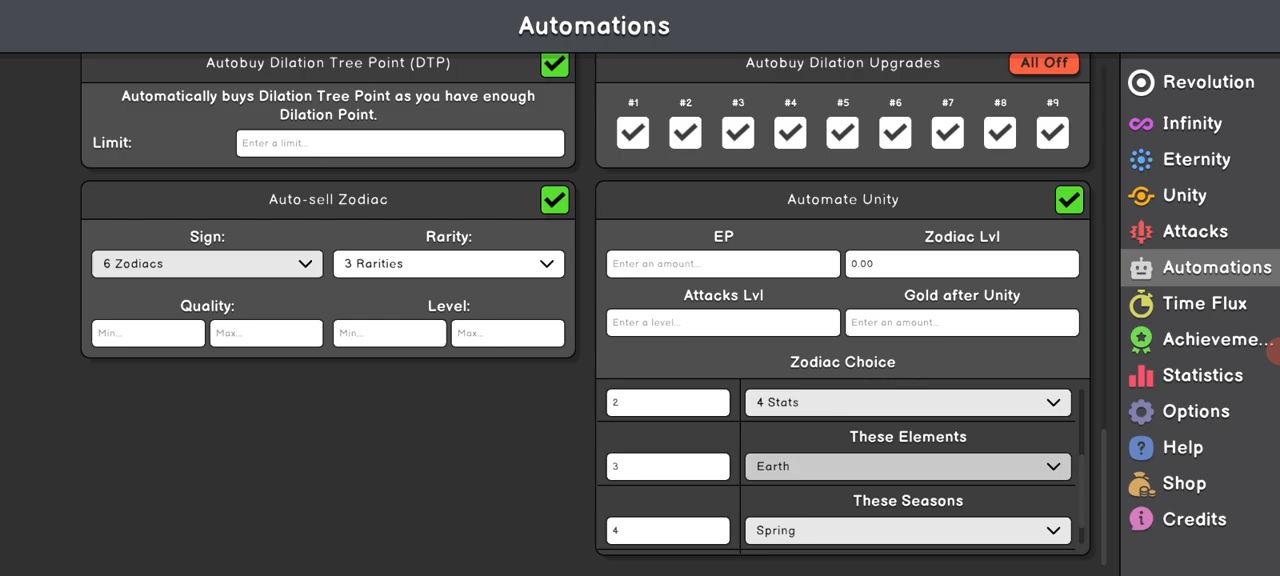 Automations
Autobuy Dilation Tree Point (DTP)
Automatically buys Dilation Tree Point as you have enough
Dilation Point.
Limit:
Enter a limit...
Autobuy Dilation Upgrades
All Off
#1 #2 #3 #4 #5 #6 #7 #8 #9
Auto-sell Zodiac
Sign:
Rarity:
6 Zodiacs
3 Rarities
Quality:
Level:
Min...
Max...
Min...
Max...
Automate Unity
EP
Zodiac Lvl
Enter an amount...
0.00
Attacks Lvl
Gold after Unity
Enter a level...
Enter an amount...
Zodiac Choice
2
4 Stats
These Elements
3
Earth
These Seasons
4
Spring
Revolution
Infinity
Eternity
Unity
Attacks
Automations
Time Flux
Achieveme...
Statistics
Options
Help
Shop
Credits